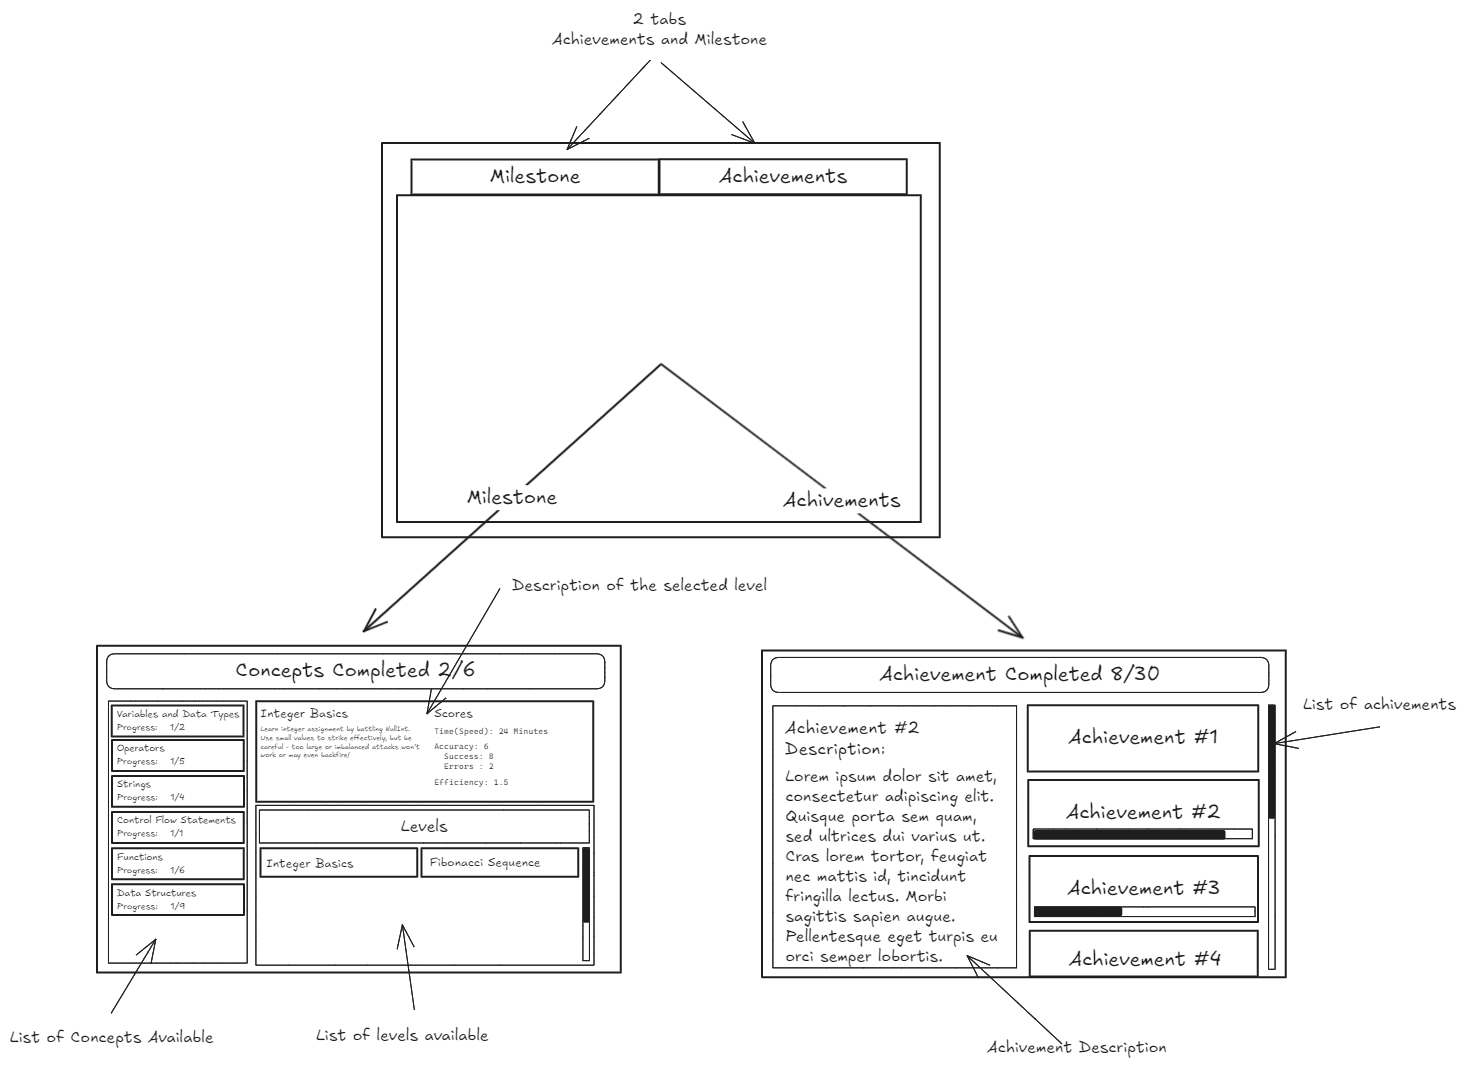 2 tabs
Achievements and Milestone
Milestone
Achievements
Milestone
Achivements
Description of the selected level
Concepts Completed 2/6
Variables and Data Types
Progress: 1/2
Operators
Progress: 1/5
Strings
Progress: 1/4
Control Flow Statements
Progress: 1/1
Functions
Progress: 1/6
Data Structures
Progress: 1/9
Integer Basics
Learn integer assignment by battling NullInt.
Use small values to strike effectively, but be
careful - too large or imbalanced attacks won't
work or may even backfire!
Scores
Time(Speed): 24 Minutes
Accuracy: 6
Success: 8
Errors : 2
Efficiency: 1.5
Levels
Integer Basics
Fibonacci Sequence
List of Concepts Available
List of levels available
Achievement Completed 8/30
Achievement #2
Description:
Lorem ipsum dolor sit amet,
consectetur adipiscing elit.
Quisque porta sem quam,
sed ultrices dui varius ut.
Cras lorem tortor, feugiat
nec mattis id, tincidunt
fringilla lectus. Morbi
sagittis sapien augue.
Pellentesque eget turpis eu
orci semper lobortis.
Achievement #1
Achievement #2
Achievement #3
Achievement #4
List of achivements
Achivement Description